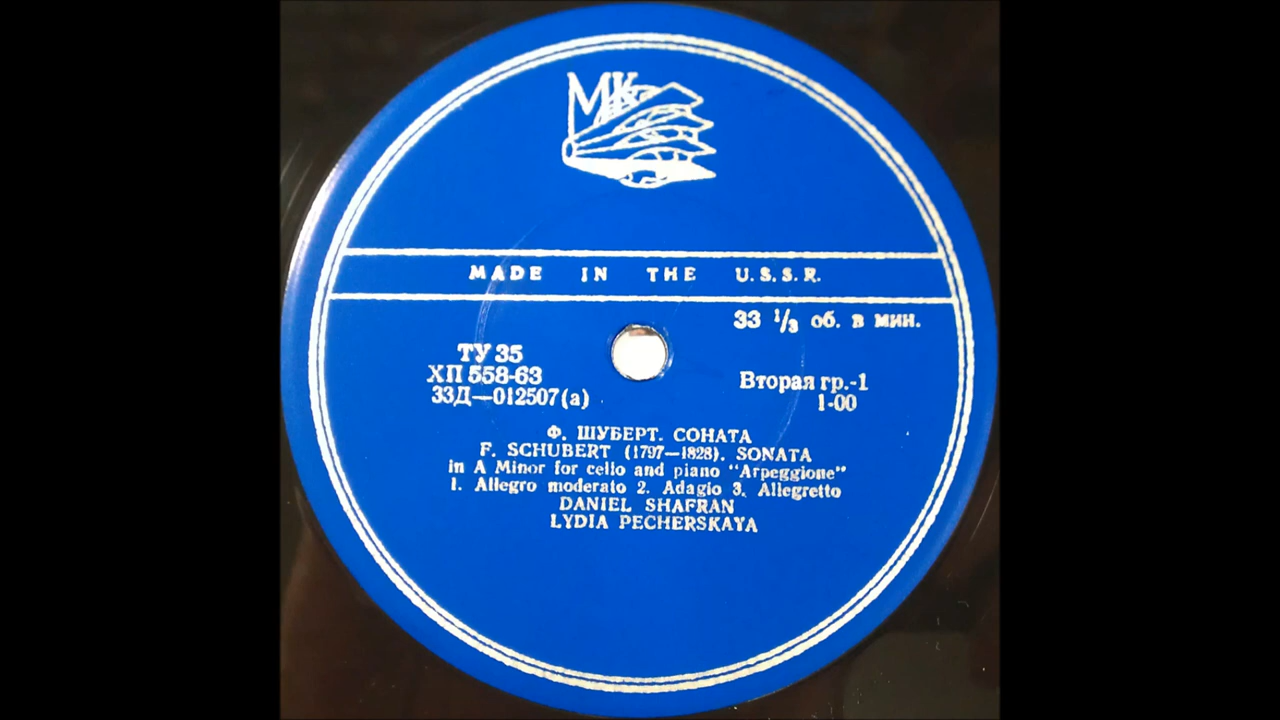 МК
MADE IN THE U.S.S.R.
33 1/3 об. в мин.
ТУ 35
ХП 558-63
33Д—012507(а)
Вторая гр.-1
1-00
Ф. ШУБЕРТ. СОНАТА
F. SCHUBERT (1797—1828). SONATA
in A Minor for cello and piano "Arpeggione"
1. Allegro moderato 2. Adagio 3. Allegretto
DANIEL SHAFRAN
LYDIA PECHERSKAYA